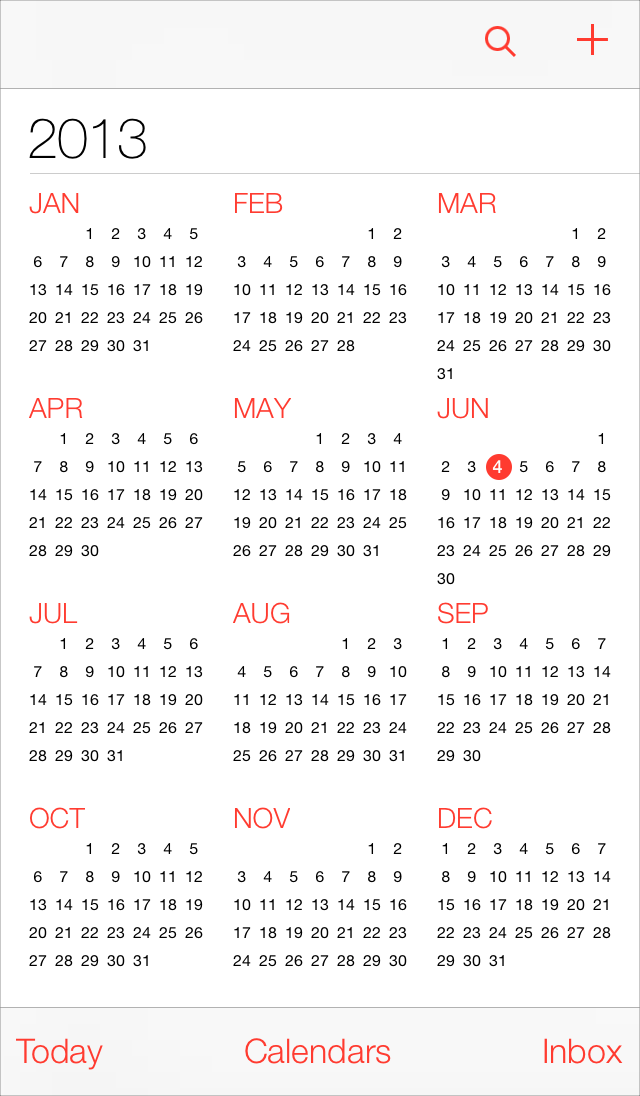 2013
JAN FEB MAR
1 2 3 4 5 1 2 1 2
6 7 8 9 10 11 12 3 4 5 6 7 8 9 3 4 5 6 7 8 9
13 14 15 16 17 18 19 10 11 12 13 14 15 16 10 11 12 13 14 15 16
20 21 22 23 24 25 26 17 18 19 20 21 22 23 17 18 19 20 21 22 23
27 28 29 30 31 24 25 26 27 28 24 25 26 27 28 29 30
31
APR MAY JUN
1 2 3 4 5 6 1 2 3 4 1
7 8 9 10 11 12 13 5 6 7 8 9 10 11 2 3 4 5 6 7 8
14 15 16 17 18 19 20 12 13 14 15 16 17 18 9 10 11 12 13 14 15
21 22 23 24 25 26 27 19 20 21 22 23 24 25 16 17 18 19 20 21 22
28 29 30 26 27 28 29 30 31 23 24 25 26 27 28 29
30
JUL AUG SEP
1 2 3 4 5 6 1 2 3 1 2 3 4 5 6 7
7 8 9 10 11 12 13 4 5 6 7 8 9 10 8 9 10 11 12 13 14
14 15 16 17 18 19 20 11 12 13 14 15 16 17 15 16 17 18 19 20 21
21 22 23 24 25 26 27 18 19 20 21 22 23 24 22 23 24 25 26 27 28
28 29 30 31 25 26 27 28 29 30 31 29 30
OCT NOV DEC
1 2 3 4 5 1 2 1 2 3 4 5 6 7
6 7 8 9 10 11 12 3 4 5 6 7 8 9 8 9 10 11 12 13 14
13 14 15 16 17 18 19 10 11 12 13 14 15 16 15 16 17 18 19 20 21
20 21 22 23 24 25 26 17 18 19 20 21 22 23 22 23 24 25 26 27 28
27 28 29 30 31 24 25 26 27 28 29 30 29 30 31
Today Calendars Inbox